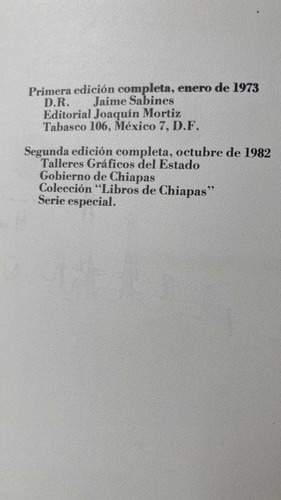 Primera edición completa, enero de 1973
D.R. Jaime Sabines
Editorial Joaquín Mortiz
Tabasco 106, México 7, D.F.
Segunda edición completa, octubre de 1982
Talleres Gráficos del Estado
Gobierno de Chiapas
Colección "Libros de Chiapas"
Serie especial.